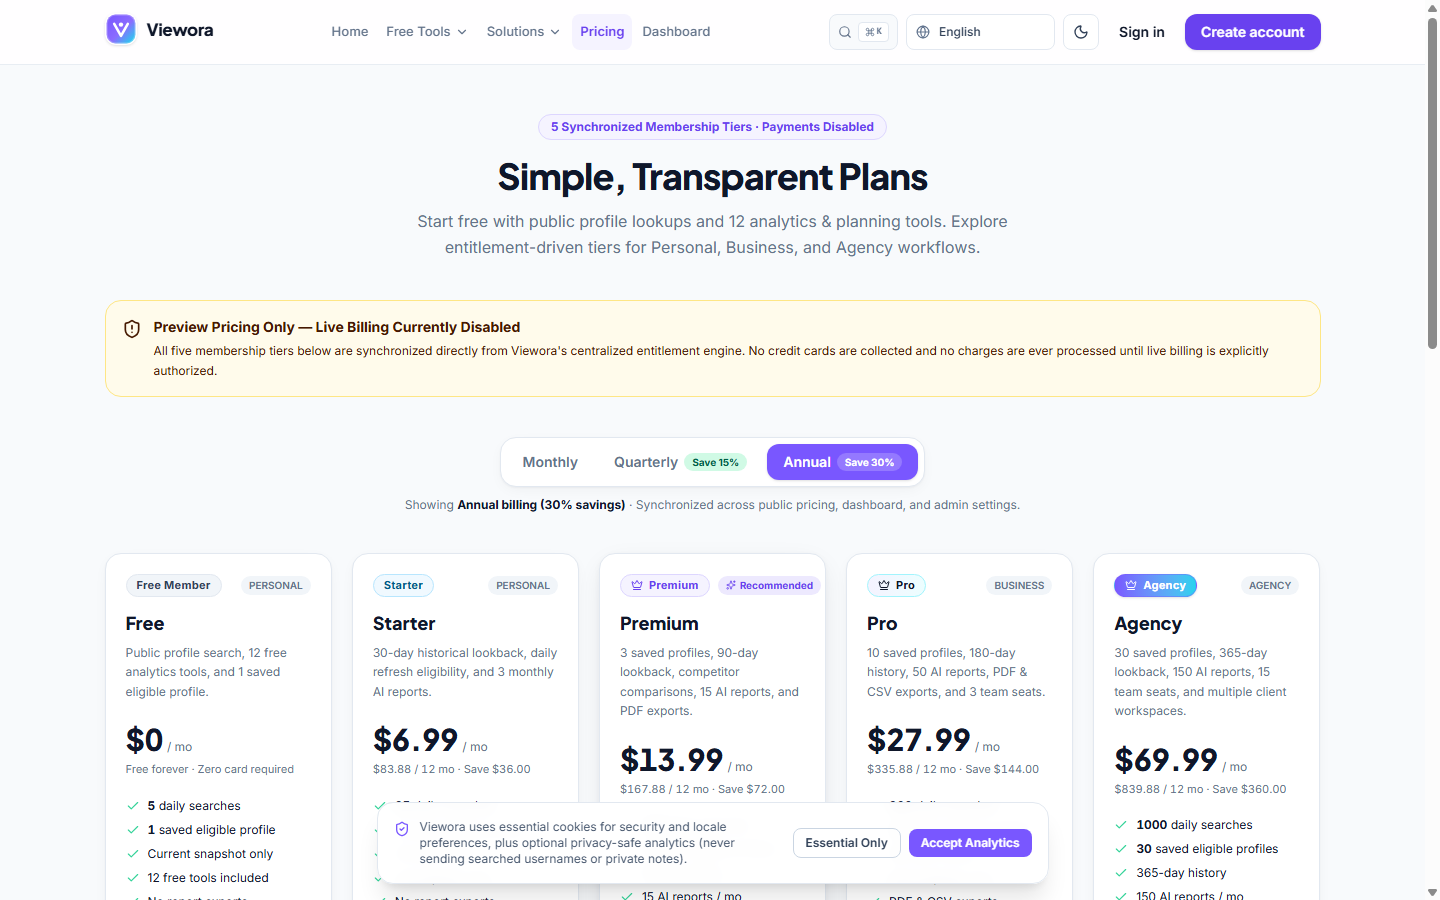 Viewora
Home
Free Tools
Solutions
Pricing
Dashboard
⌘K
English
Sign in
Create account
5 Synchronized Membership Tiers · Payments Disabled
Simple, Transparent Plans
Start free with public profile lookups and 12 analytics & planning tools. Explore
entitlement-driven tiers for Personal, Business, and Agency workflows.
Preview Pricing Only — Live Billing Currently Disabled
All five membership tiers below are synchronized directly from Viewora's centralized entitlement engine. No credit cards are collected and no charges are ever processed until live billing is explicitly
authorized.
Monthly
Quarterly Save 15%
Annual Save 30%
Showing Annual billing (30% savings) · Synchronized across public pricing, dashboard, and admin settings.
Free Member PERSONAL
Free
Public profile search, 12 free
analytics tools, and 1 saved
eligible profile.
$0 / mo
Free forever · Zero card required
5 daily searches
1 saved eligible profile
Current snapshot only
12 free tools included
Starter PERSONAL
Starter
30-day historical lookback, daily
refresh eligibility, and 3 monthly
AI reports.
$6.99 / mo
$83.88 / 12 mo · Save $36.00
Premium Recommended
Premium
3 saved profiles, 90-day
lookback, competitor
comparisons, 15 AI reports, and
PDF exports.
$13.99 / mo
$167.88 / 12 mo · Save $72.00
15 AI reports / mo
Pro BUSINESS
Pro
10 saved profiles, 180-day
history, 50 AI reports, PDF &
CSV exports, and 3 team seats.
$27.99 / mo
$335.88 / 12 mo · Save $144.00
Agency AGENCY
Agency
30 saved profiles, 365-day
lookback, 150 AI reports, 15
team seats, and multiple client
workspaces.
$69.99 / mo
$839.88 / 12 mo · Save $360.00
1000 daily searches
30 saved eligible profiles
365-day history
150 AI reports / mo
Viewora uses essential cookies for security and locale
preferences, plus optional privacy-safe analytics (never
sending searched usernames or private notes).
Essential Only
Accept Analytics